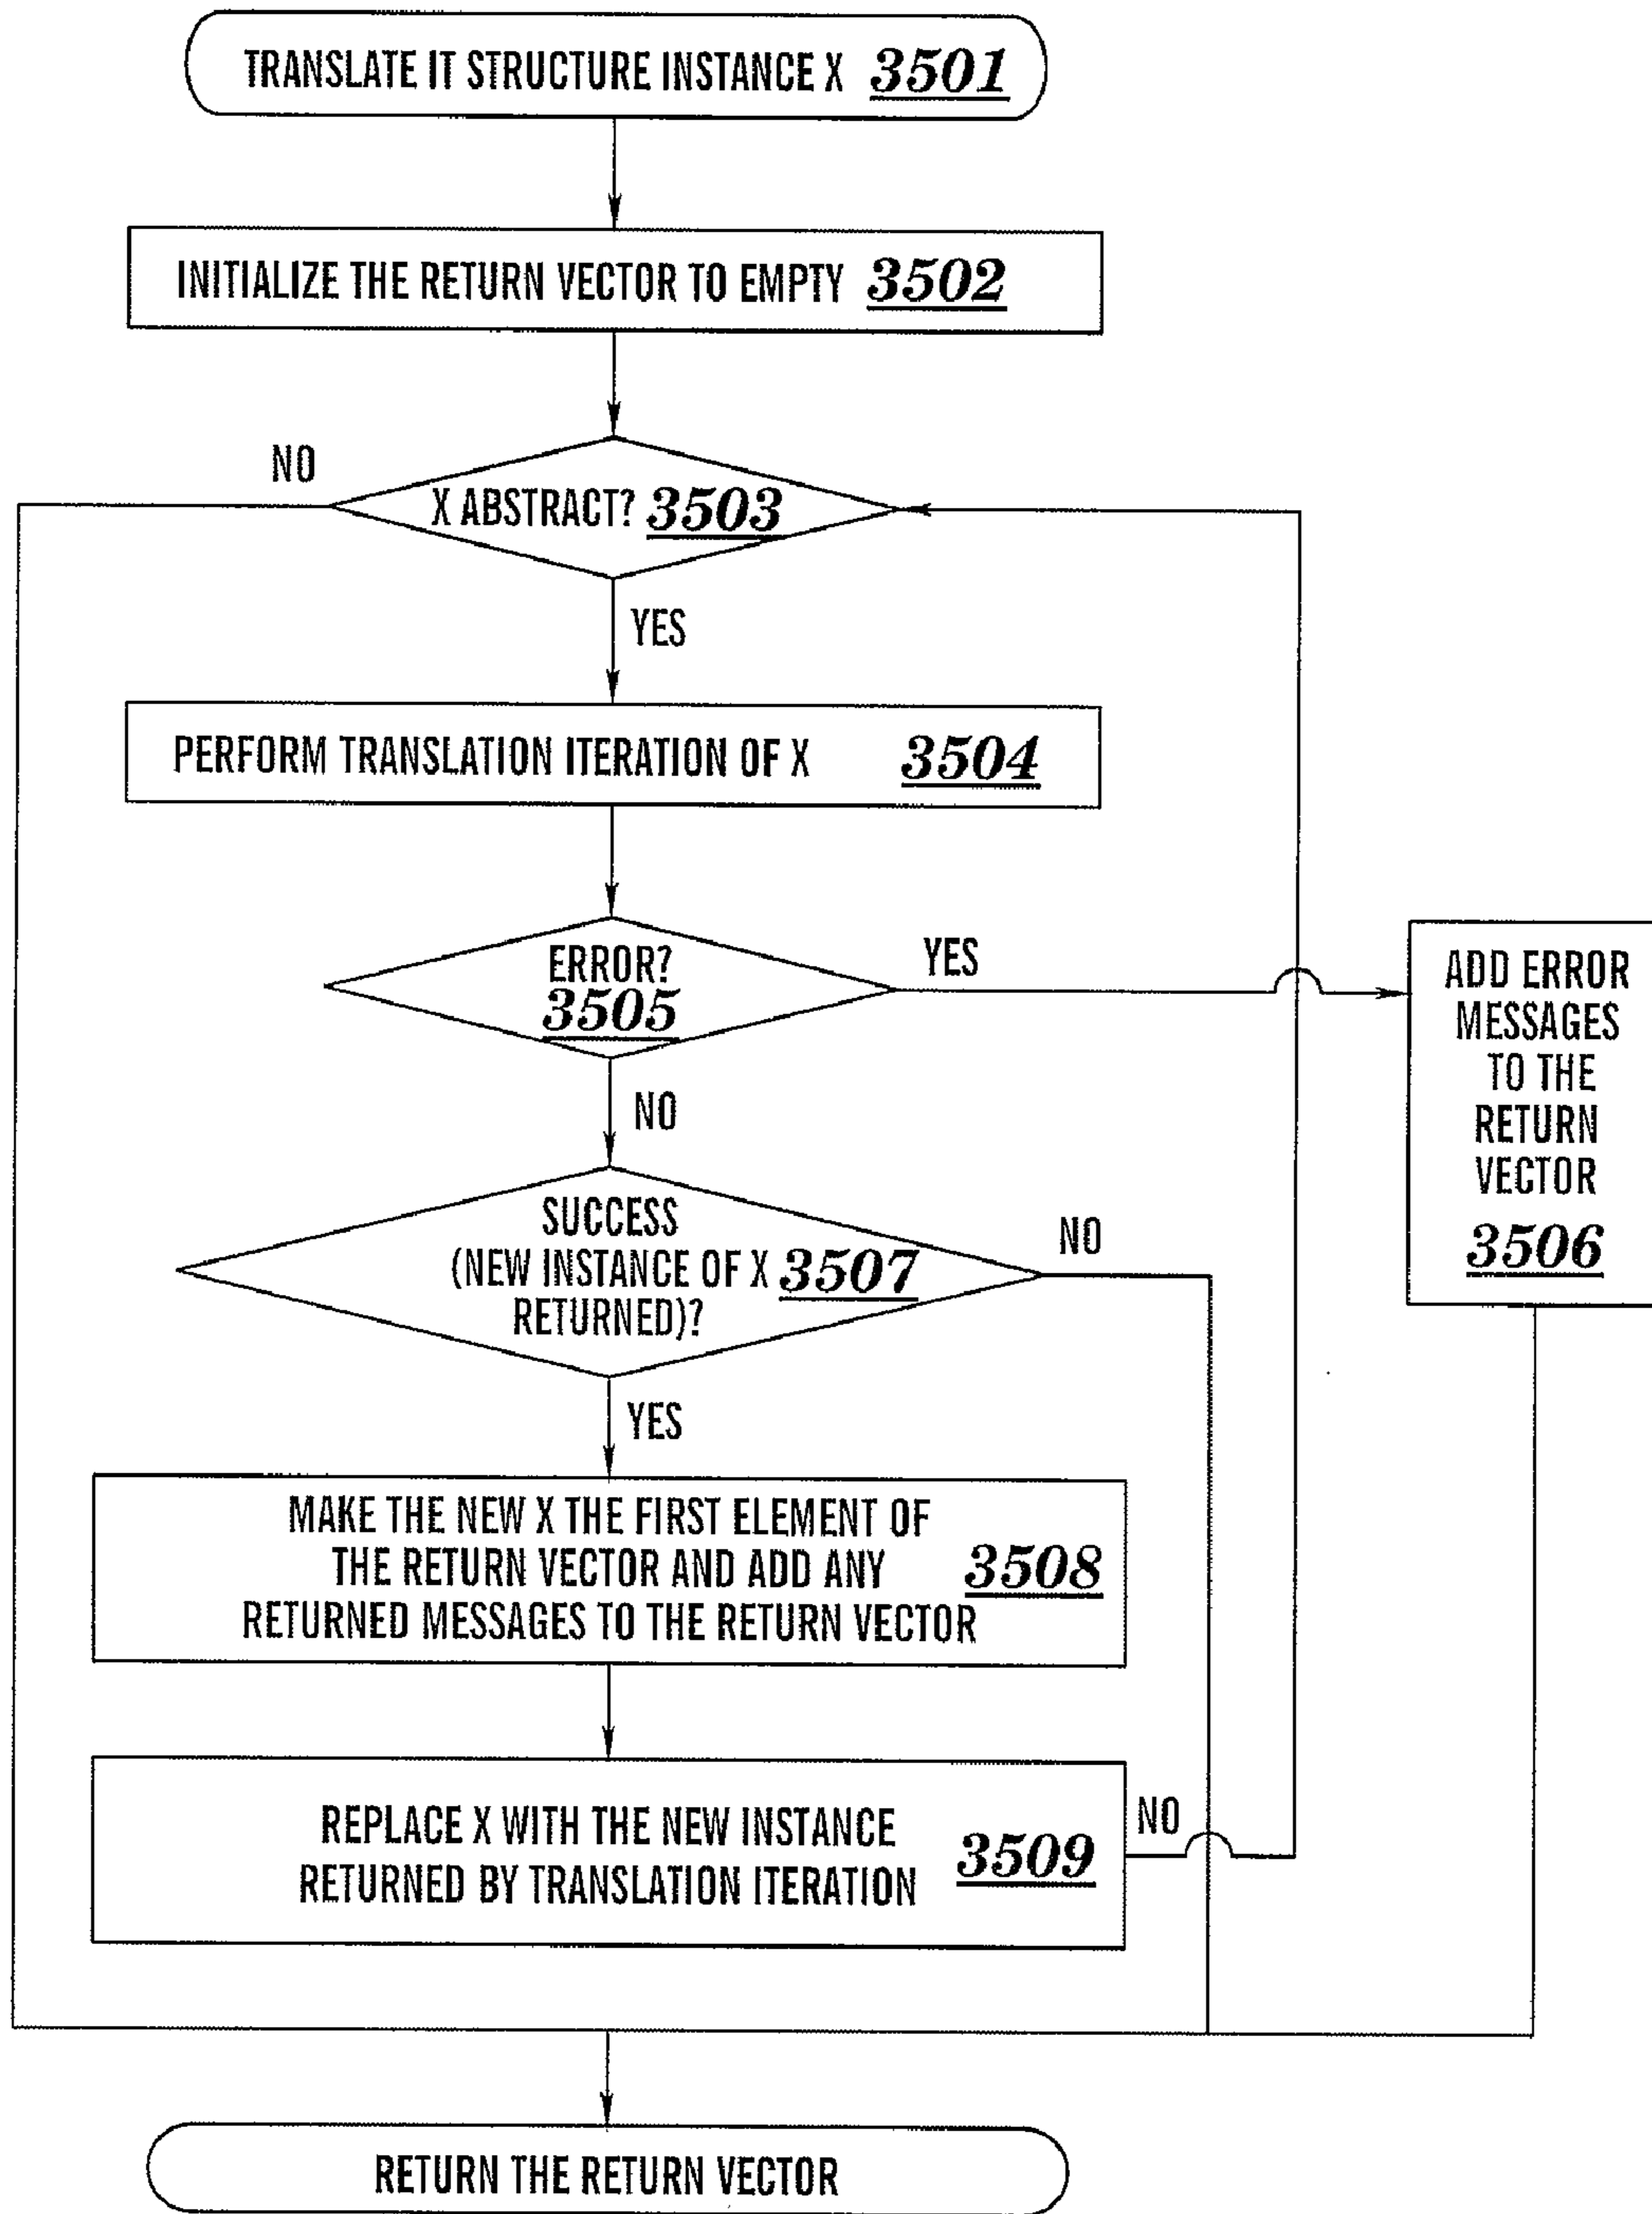 TRANSLATE IT STRUCTURE INSTANCE X 3501
INITIALIZE THE RETURN VECTOR TO EMPTY 3502
NO
X ABSTRACT? 3503
YES
PERFORM TRANSLATION ITERATION OF X 3504
ERROR?
3505
YES
NO
ADD ERROR
MESSAGES
TO THE
RETURN
VECTOR
3506
SUCCESS
(NEW INSTANCE OF X 3507
RETURNED)?
NO
YES
MAKE THE NEW X THE FIRST ELEMENT OF
THE RETURN VECTOR AND ADD ANY 3508
RETURNED MESSAGES TO THE RETURN VECTOR
REPLACE X WITH THE NEW INSTANCE
RETURNED BY TRANSLATION ITERATION 3509
NO
RETURN THE RETURN VECTOR